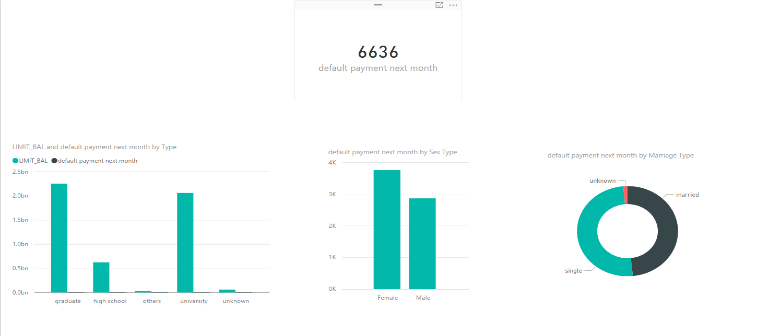 6636
default payment next month
LIMIT_BAL and default payment next month by Type
LIMIT_BAL default payment next month
2.5bn
2.0bn
1.5bn
1.0bn
0.5bn
0.0bn
graduate high school others university unknown
default payment next month by Sex Type
4K
3K
2K
1K
0K
Female Male
default payment next month by Marriage Type
unknown
married
single